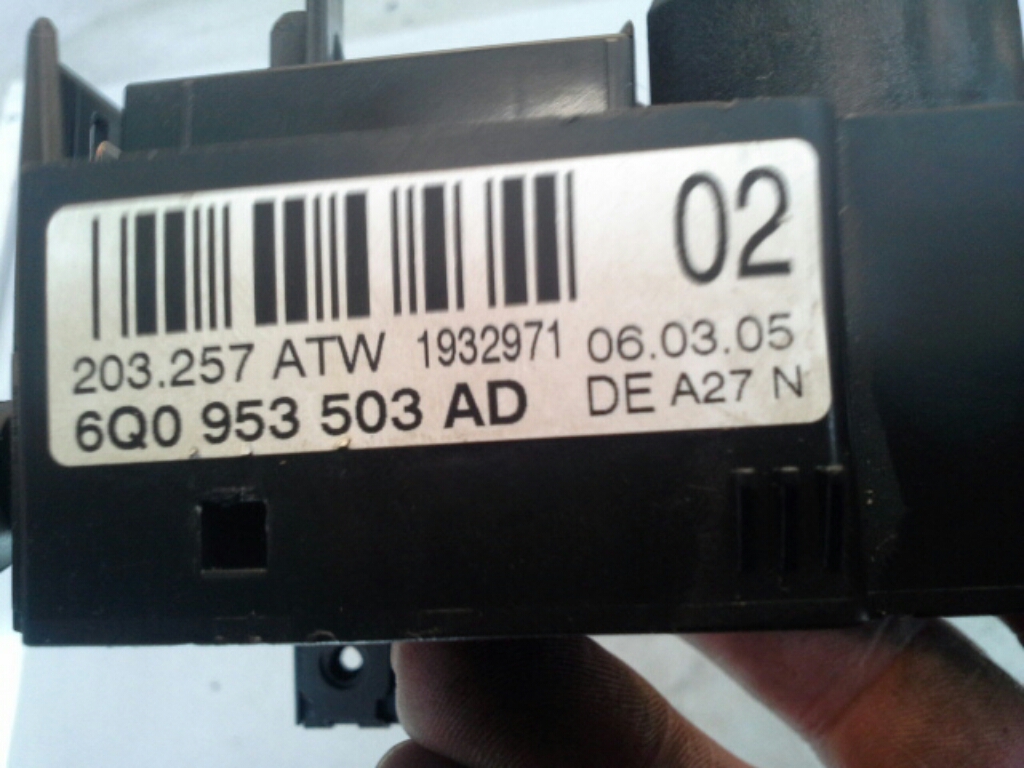 02
203.257 ATW 1932971 06.03.05
6Q0 953 503 AD DE A27 N